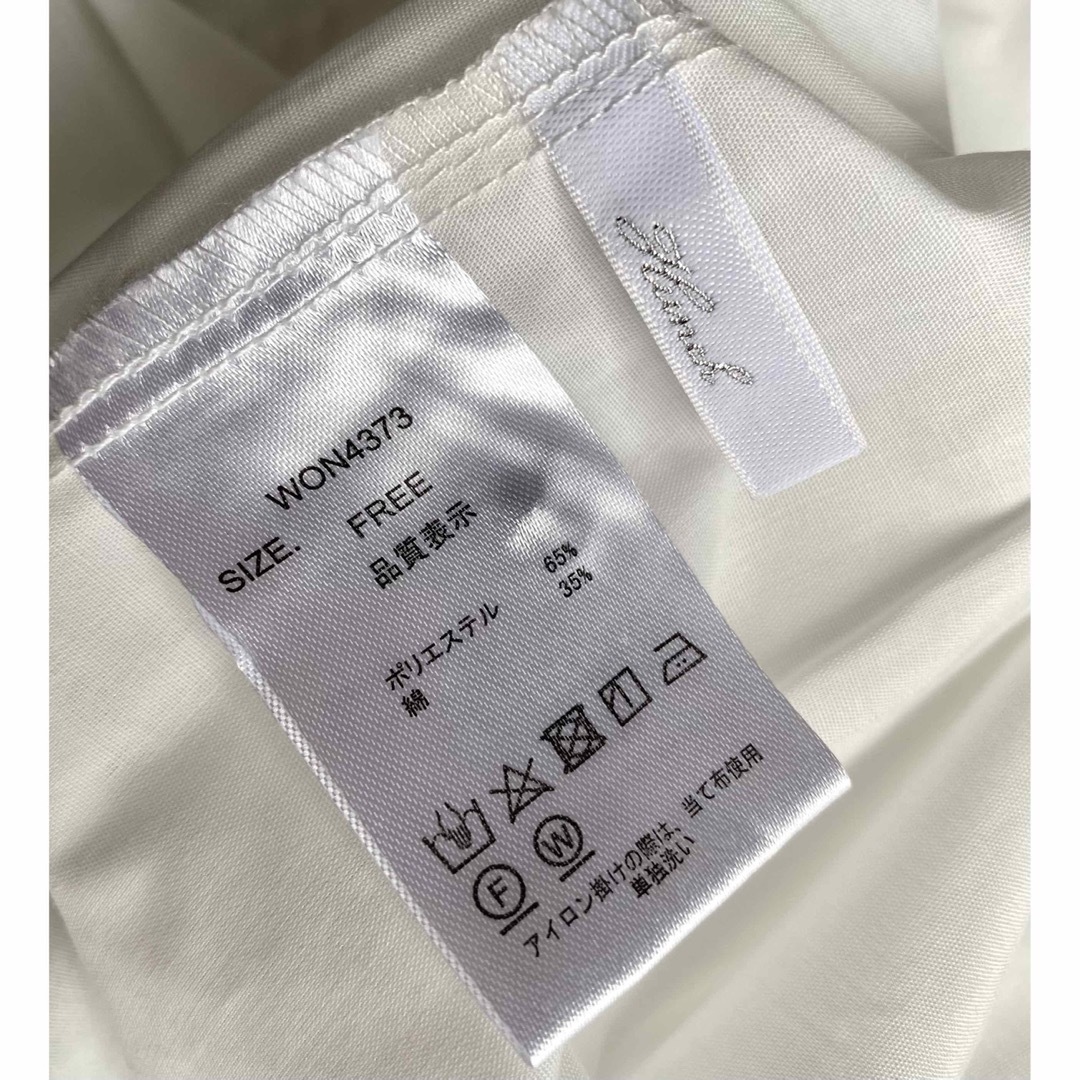 WON4373
SIZE. FREE
品質表示
ポリエステル 65%
綿 35%
F W
アイロン掛けの際は、当て布使用
単独洗い